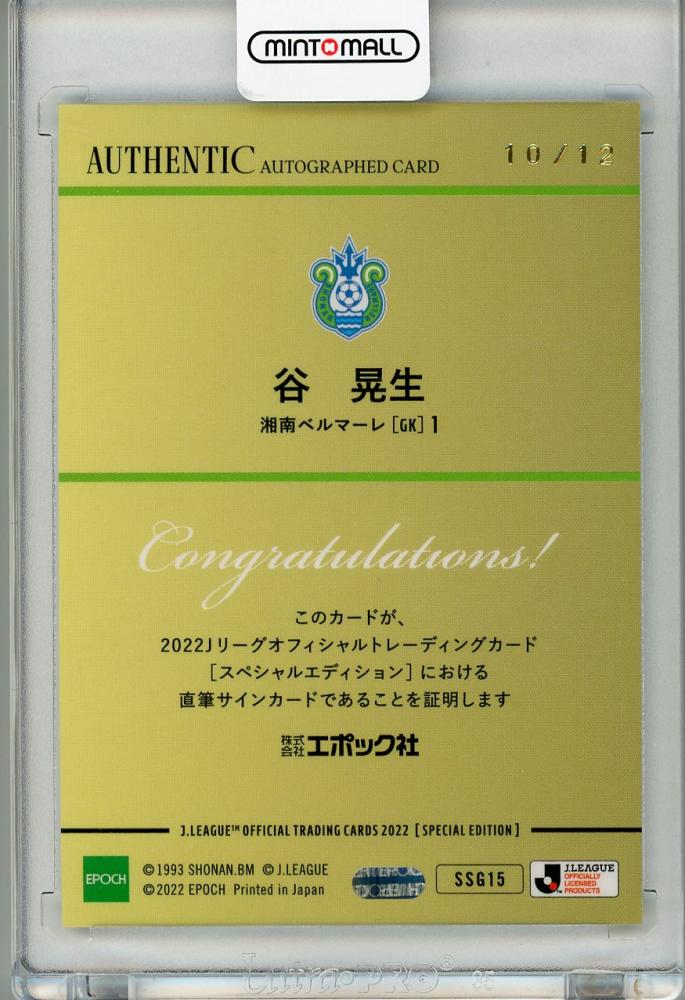 MINT MALL
AUTHENTIC AUTOGRAPHED CARD
10/12
SHONAN BELLMARE
谷 晃生
湘南ベルマーレ [GK] 1
Congratulations!
このカードが、
2022Jリーグオフィシャルトレーディングカード
[スペシャルエディション]における
直筆サインカードであることを証明します
株式会社エポック社
J.LEAGUE™ OFFICIAL TRADING CARDS 2022 [SPECIAL EDITION]
EPOCH
©1993 SHONAN.BM ©J.LEAGUE
©2022 EPOCH Printed in Japan
SSG15
J.LEAGUE
OFFICIALLY
LICENSED
PRODUCTS
Ultra·PRO®